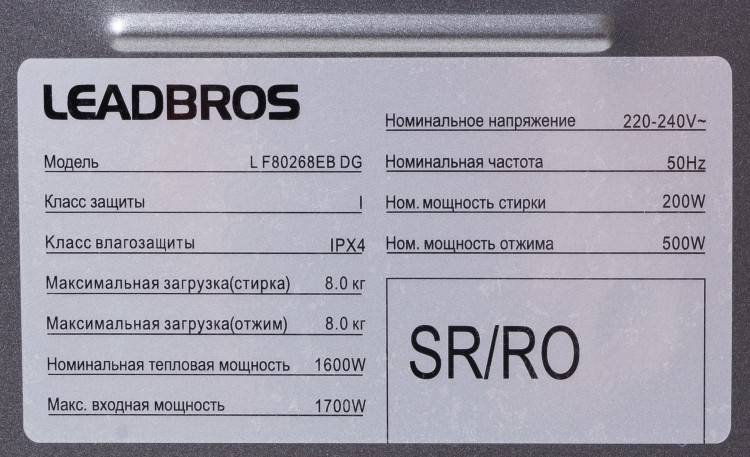 LEADBROS
Модель L F80268EB DG
Класс защиты I
Класс влагозащиты IPX4
Максимальная загрузка(стирка) 8.0 кг
Максимальная загрузка(отжим) 8.0 кг
Номинальная тепловая мощность 1600W
Макс. входная мощность 1700W
Номинальное напряжение 220-240V~
Номинальная частота 50Hz
Ном. мощность стирки 200W
Ном. мощность отжима 500W
SR/RO